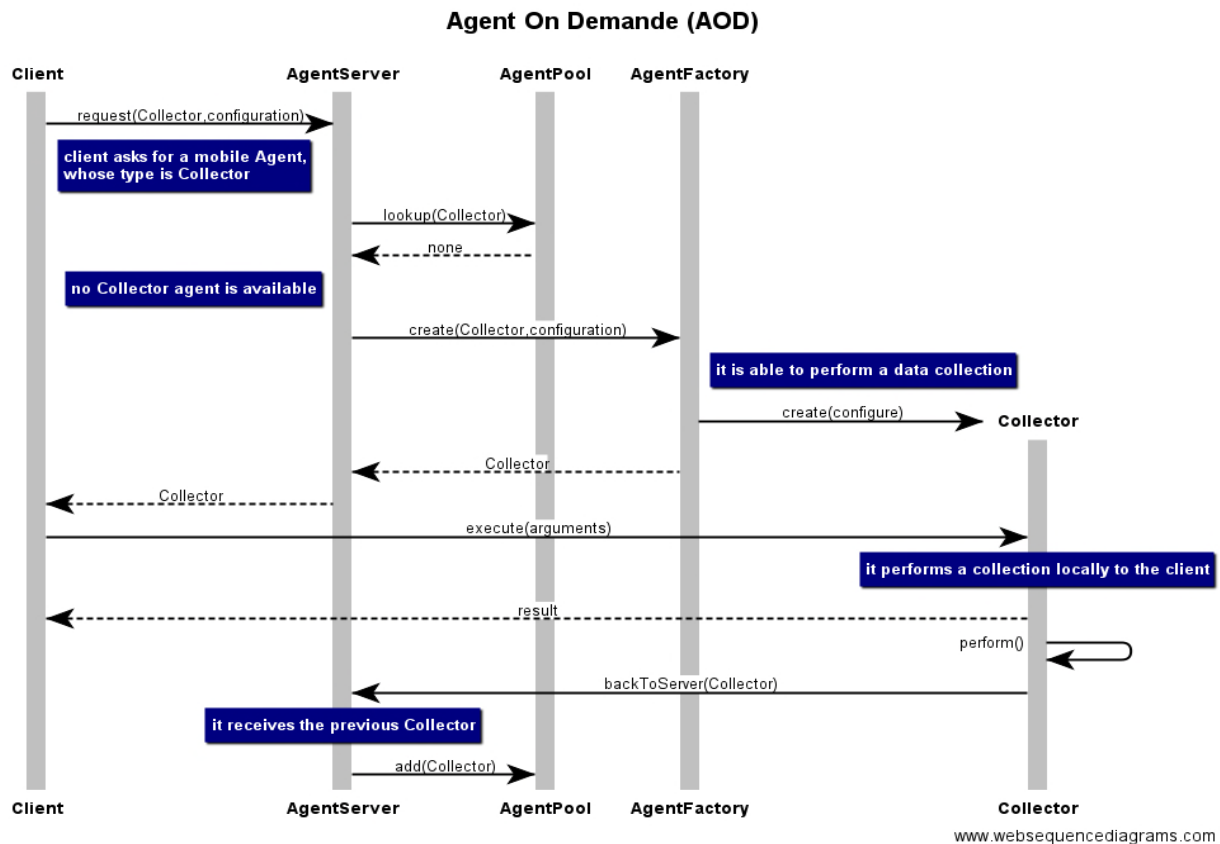 Agent On Demande (AOD)
Client
AgentServer
AgentPool
AgentFactory
request(Collector,configuration)
client asks for a mobile Agent,
whose type is Collector
lookup(Collector)
none
no Collector agent is available
create(Collector,configuration)
it is able to perform a data collection
create(configure)
Collector
Collector
Collector
execute(arguments)
it performs a collection locally to the client
result
perform()
backToServer(Collector)
it receives the previous Collector
add(Collector)
Client
AgentServer
AgentPool
AgentFactory
Collector
www.websequencediagrams.com